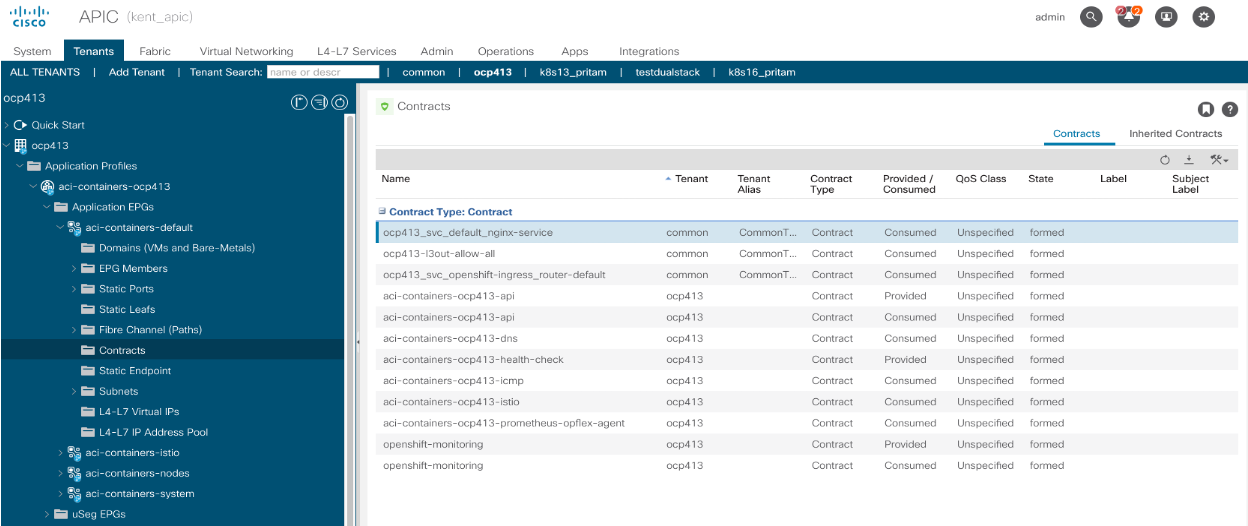 CISCO
APIC (kent_apic)
admin
2
2
System Tenants Fabric Virtual Networking L4-L7 Services Admin Operations Apps Integrations
ALL TENANTS | Add Tenant | Tenant Search: name or descr | common | ocp413 | k8s13_pritam | testdualstack | k8s16_pritam
ocp413
Quick Start
ocp413
Application Profiles
aci-containers-ocp413
Application EPGs
aci-containers-default
Domains (VMs and Bare-Metals)
EPG Members
Static Ports
Static Leafs
Fibre Channel (Paths)
Contracts
Static Endpoint
Subnets
L4-L7 Virtual IPs
L4-L7 IP Address Pool
aci-containers-istio
aci-containers-nodes
aci-containers-system
uSeg EPGs
Contracts
Contracts Inherited Contracts
Name Tenant Tenant Alias Contract Type Provided / Consumed QoS Class State Label Subject Label
Contract Type: Contract
ocp413_svc_default_nginx-service common CommonT... Contract Consumed Unspecified formed
ocp413-l3out-allow-all common CommonT... Contract Consumed Unspecified formed
ocp413_svc_openshift-ingress_router-default common CommonT... Contract Consumed Unspecified formed
aci-containers-ocp413-api ocp413 Contract Provided Unspecified formed
aci-containers-ocp413-api ocp413 Contract Consumed Unspecified formed
aci-containers-ocp413-dns ocp413 Contract Consumed Unspecified formed
aci-containers-ocp413-health-check ocp413 Contract Provided Unspecified formed
aci-containers-ocp413-icmp ocp413 Contract Consumed Unspecified formed
aci-containers-ocp413-istio ocp413 Contract Consumed Unspecified formed
aci-containers-ocp413-prometheus-opflex-agent ocp413 Contract Consumed Unspecified formed
openshift-monitoring ocp413 Contract Provided Unspecified formed
openshift-monitoring ocp413 Contract Consumed Unspecified formed